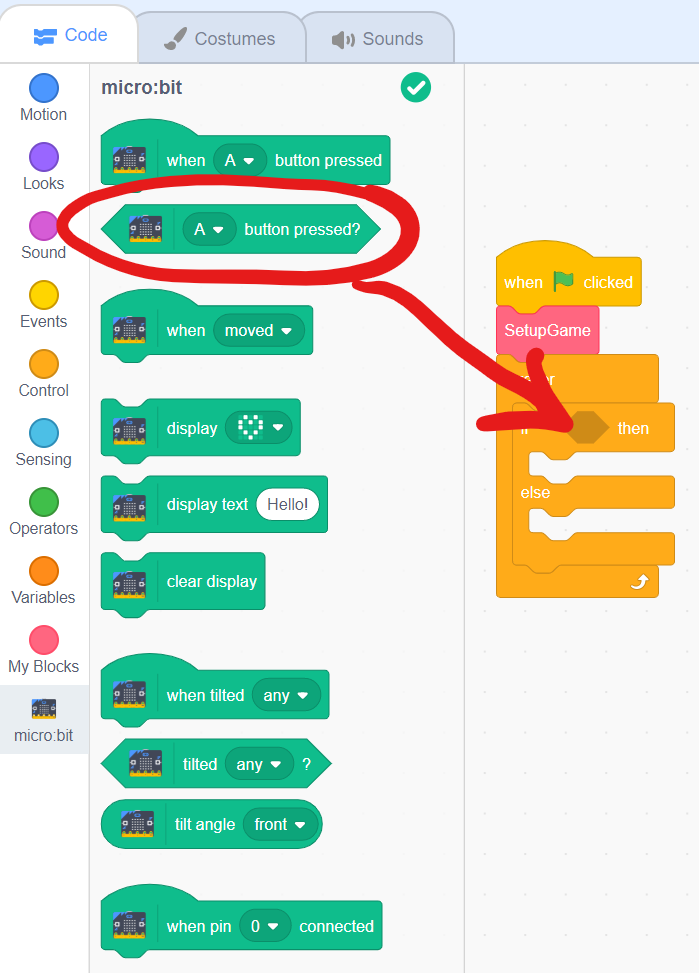 Code
Costumes
Sounds
Motion
Looks
Sound
Events
Control
Sensing
Operators
Variables
My Blocks
micro:bit
micro:bit
when A button pressed
A button pressed?
when moved
display
display text Hello!
clear display
when tilted any
tilted any ?
tilt angle front
when pin 0 connected
when clicked
SetupGame
then
else